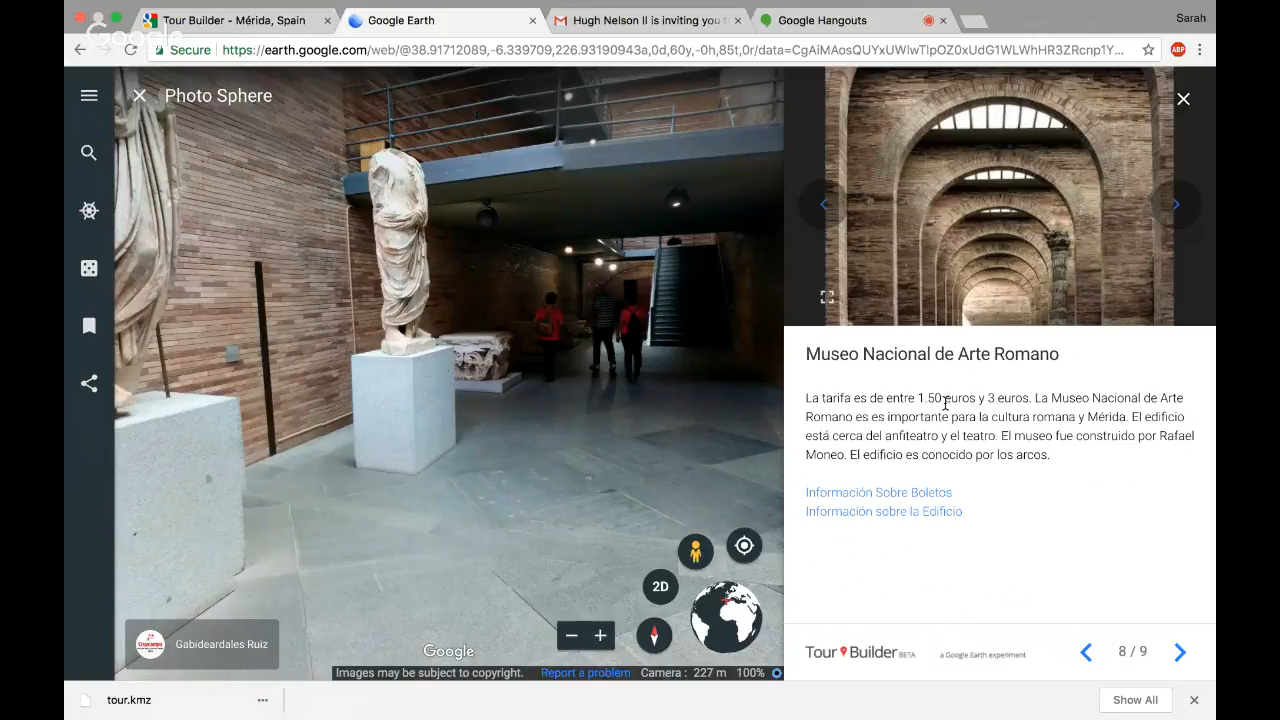 Tour Builder - Mérida, Spain
Google Earth
Hugh Nelson II is inviting you t
Google Hangouts
Sarah
Secure
https://earth.google.com/web/@38.91712089,-6.339709,226.93190943a,0d,60y,-0h,85t,0r/data=CgAiMAosQUYxUWlwTlpOZ0xUdG1WLWhHR3ZRcnp1Y...
ABP
Photo Sphere
Museo Nacional de Arte Romano
La tarifa es de entre 1.50 euros y 3 euros. La Museo Nacional de Arte
Romano es es importante para la cultura romana y Mérida. El edificio
está cerca del anfiteatro y el teatro. El museo fue construido por Rafael
Moneo. El edificio es conocido por los arcos.
Información Sobre Boletos
Información sobre la Edificio
2D
Cruzcampo
Gabideardales Ruiz
Google
Images may be subject to copyright.
Report a problem
Camera : 227 m
100%
Tour Builder BETA
a Google Earth experiment
8 / 9
tour.kmz
Show All